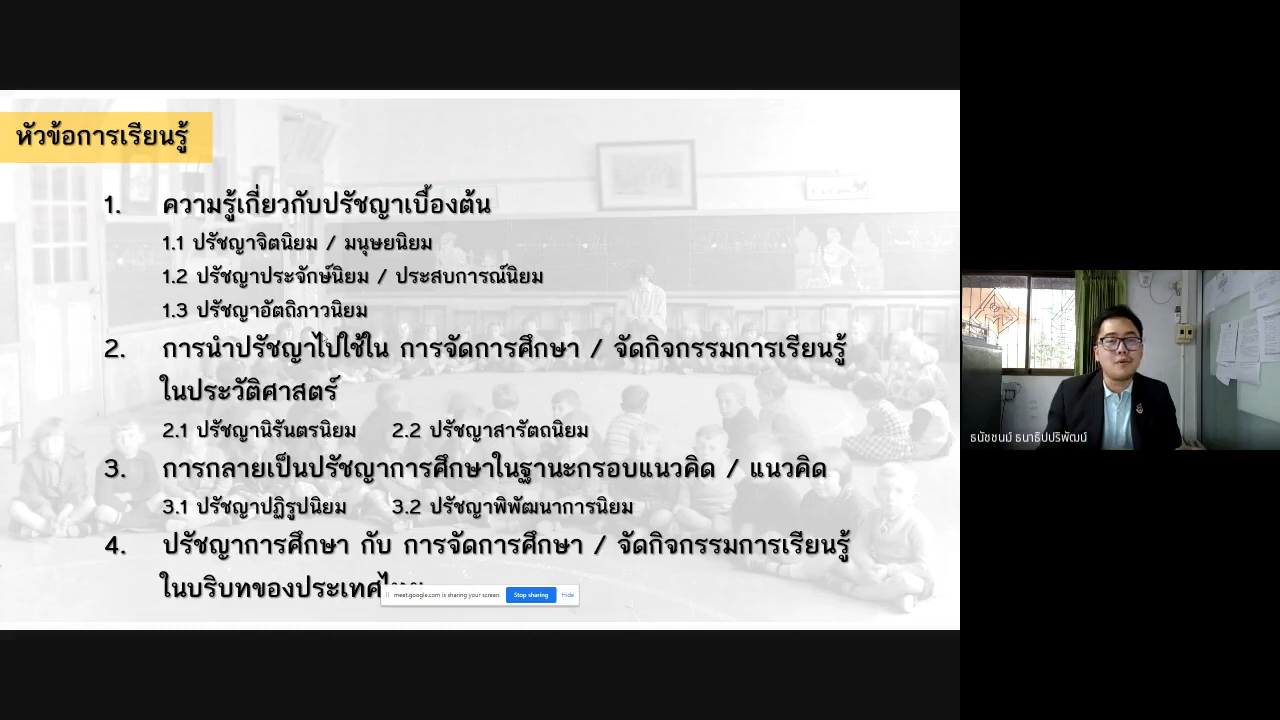 หัวข้อการเรียนรู้
1. ความรู้เกี่ยวกับปรัชญาเบื้องต้น
1.1 ปรัชญาจิตนิยม / มนุษยนิยม
1.2 ปรัชญาประจักษ์นิยม / ประสบการณ์นิยม
1.3 ปรัชญาอัตถิภาวนิยม
2. การนำปรัชญาไปใช้ใน การจัดการศึกษา / จัดกิจกรรมการเรียนรู้
ในประวัติศาสตร์
2.1 ปรัชญานิรันตรนิยม 2.2 ปรัชญาสารัตถนิยม
3. การกลายเป็นปรัชญาการศึกษาในฐานะกรอบแนวคิด / แนวคิด
3.1 ปรัชญาปฏิรูปนิยม 3.2 ปรัชญาพิพัฒนาการนิยม
4. ปรัชญาการศึกษา กับ การจัดการศึกษา / จัดกิจกรรมการเรียนรู้
ในบริบทของประเทศไทย
meet.google.com is sharing your screen. Stop sharing Hide
ธนัชชนม์ ธนาธิปปริพัฒน์